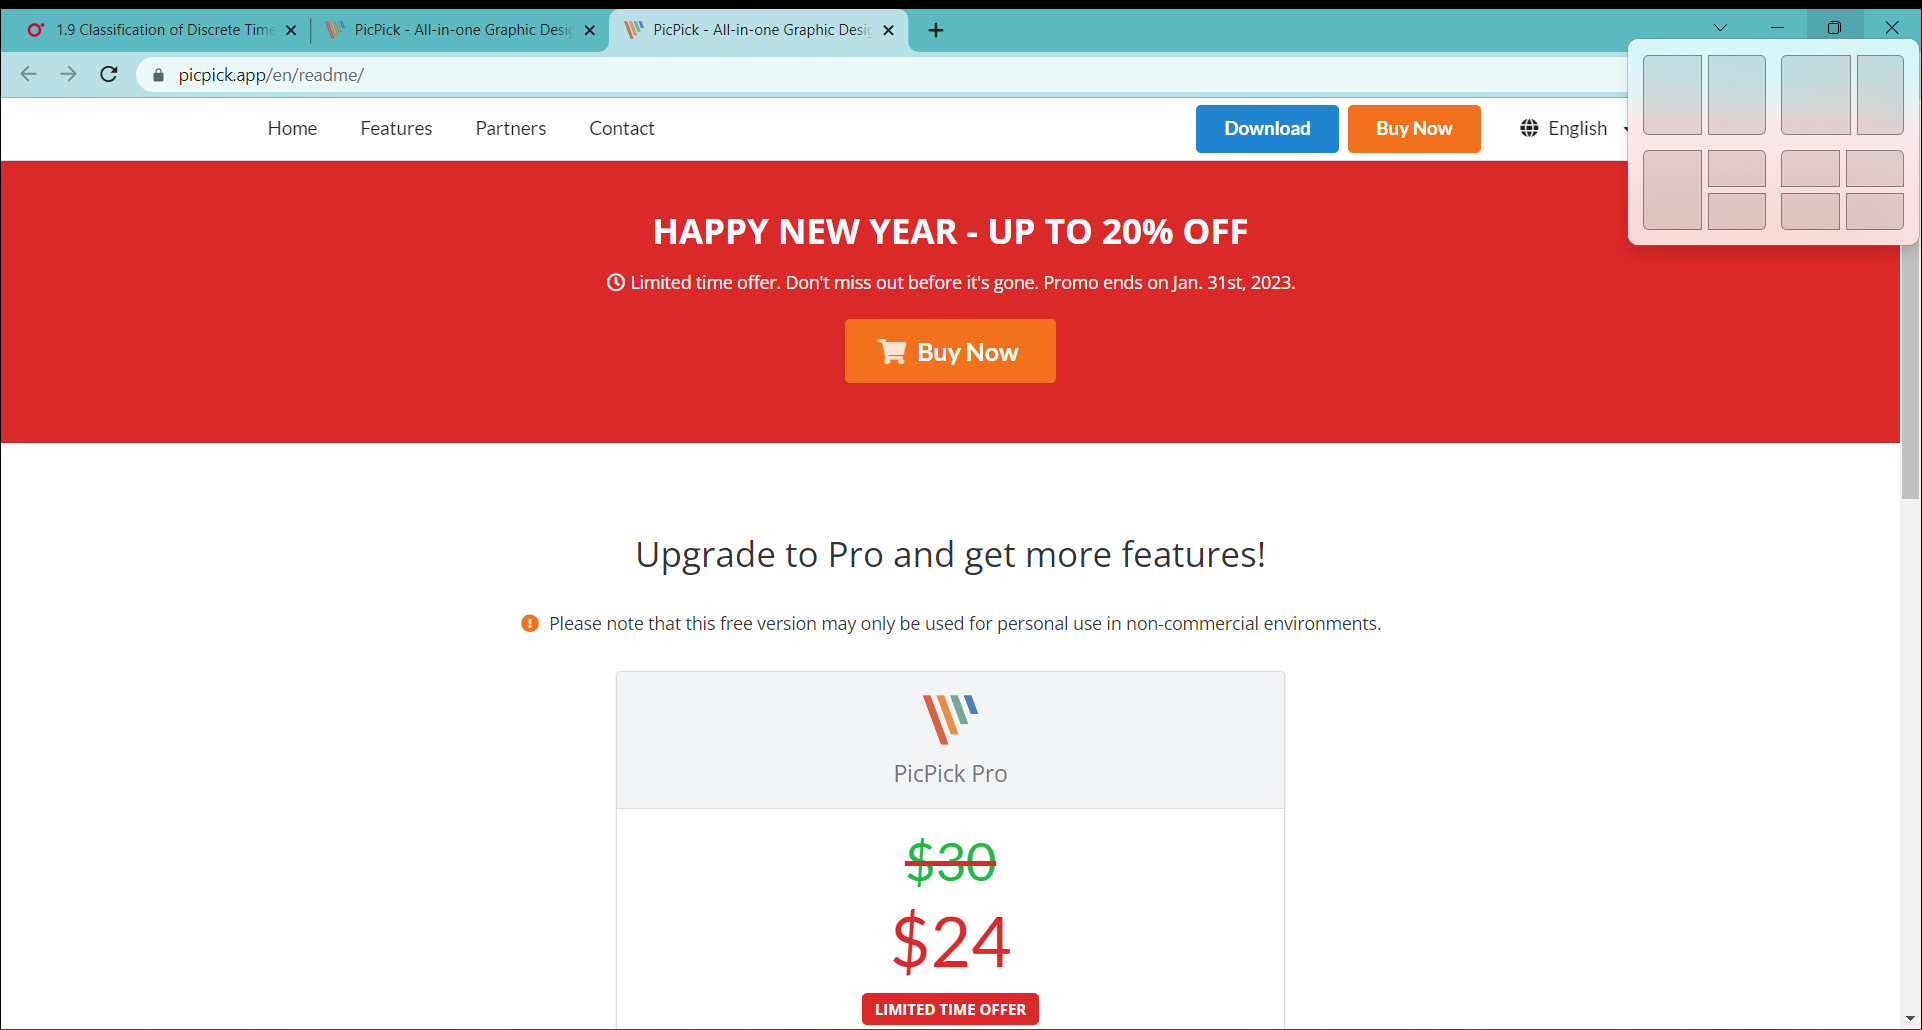 1.9 Classification of Discrete Time
PicPick - All-in-one Graphic Desig
PicPick - All-in-one Graphic Desig
picpick.app/en/readme/
Home Features Partners Contact Download Buy Now English
HAPPY NEW YEAR - UP TO 20% OFF
Limited time offer. Don't miss out before it's gone. Promo ends on Jan. 31st, 2023.
Buy Now
Upgrade to Pro and get more features!
Please note that this free version may only be used for personal use in non-commercial environments.
PicPick Pro
$30
$24
LIMITED TIME OFFER